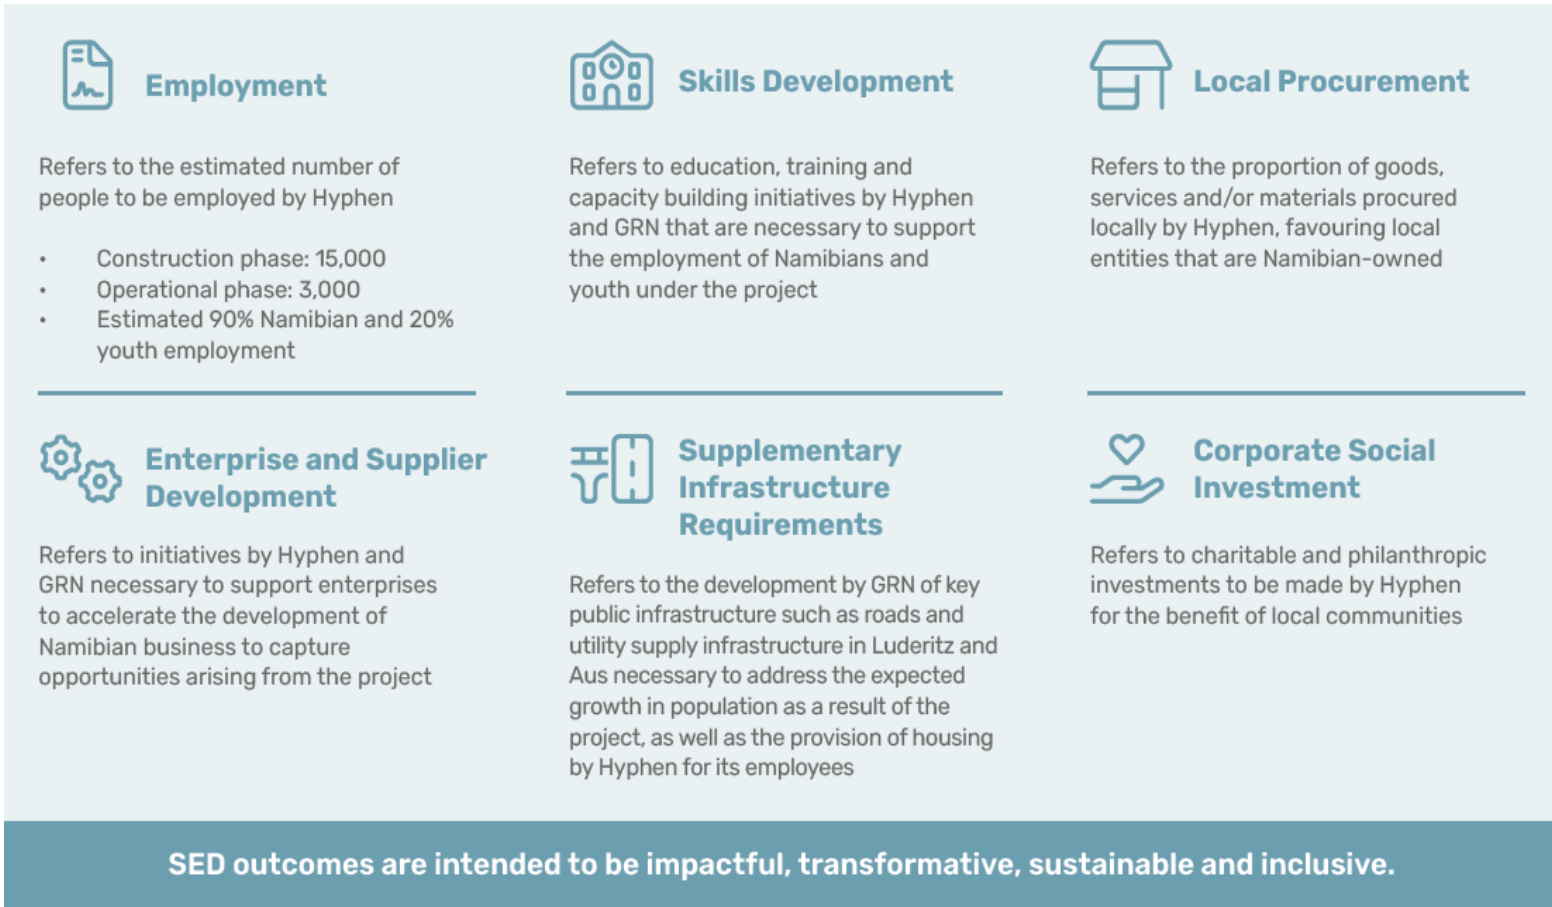 Employment
Refers to the estimated number of
people to be employed by Hyphen
• Construction phase: 15,000
• Operational phase: 3,000
• Estimated 90% Namibian and 20%
youth employment
Skills Development
Refers to education, training and
capacity building initiatives by Hyphen
and GRN that are necessary to support
the employment of Namibians and
youth under the project
Local Procurement
Refers to the proportion of goods,
services and/or materials procured
locally by Hyphen, favouring local
entities that are Namibian-owned
Enterprise and Supplier
Development
Refers to initiatives by Hyphen and
GRN necessary to support enterprises
to accelerate the development of
Namibian business to capture
opportunities arising from the project
Supplementary
Infrastructure
Requirements
Refers to the development by GRN of key
public infrastructure such as roads and
utility supply infrastructure in Luderitz and
Aus necessary to address the expected
growth in population as a result of the
project, as well as the provision of housing
by Hyphen for its employees
Corporate Social
Investment
Refers to charitable and philanthropic
investments to be made by Hyphen
for the benefit of local communities
SED outcomes are intended to be impactful, transformative, sustainable and inclusive.